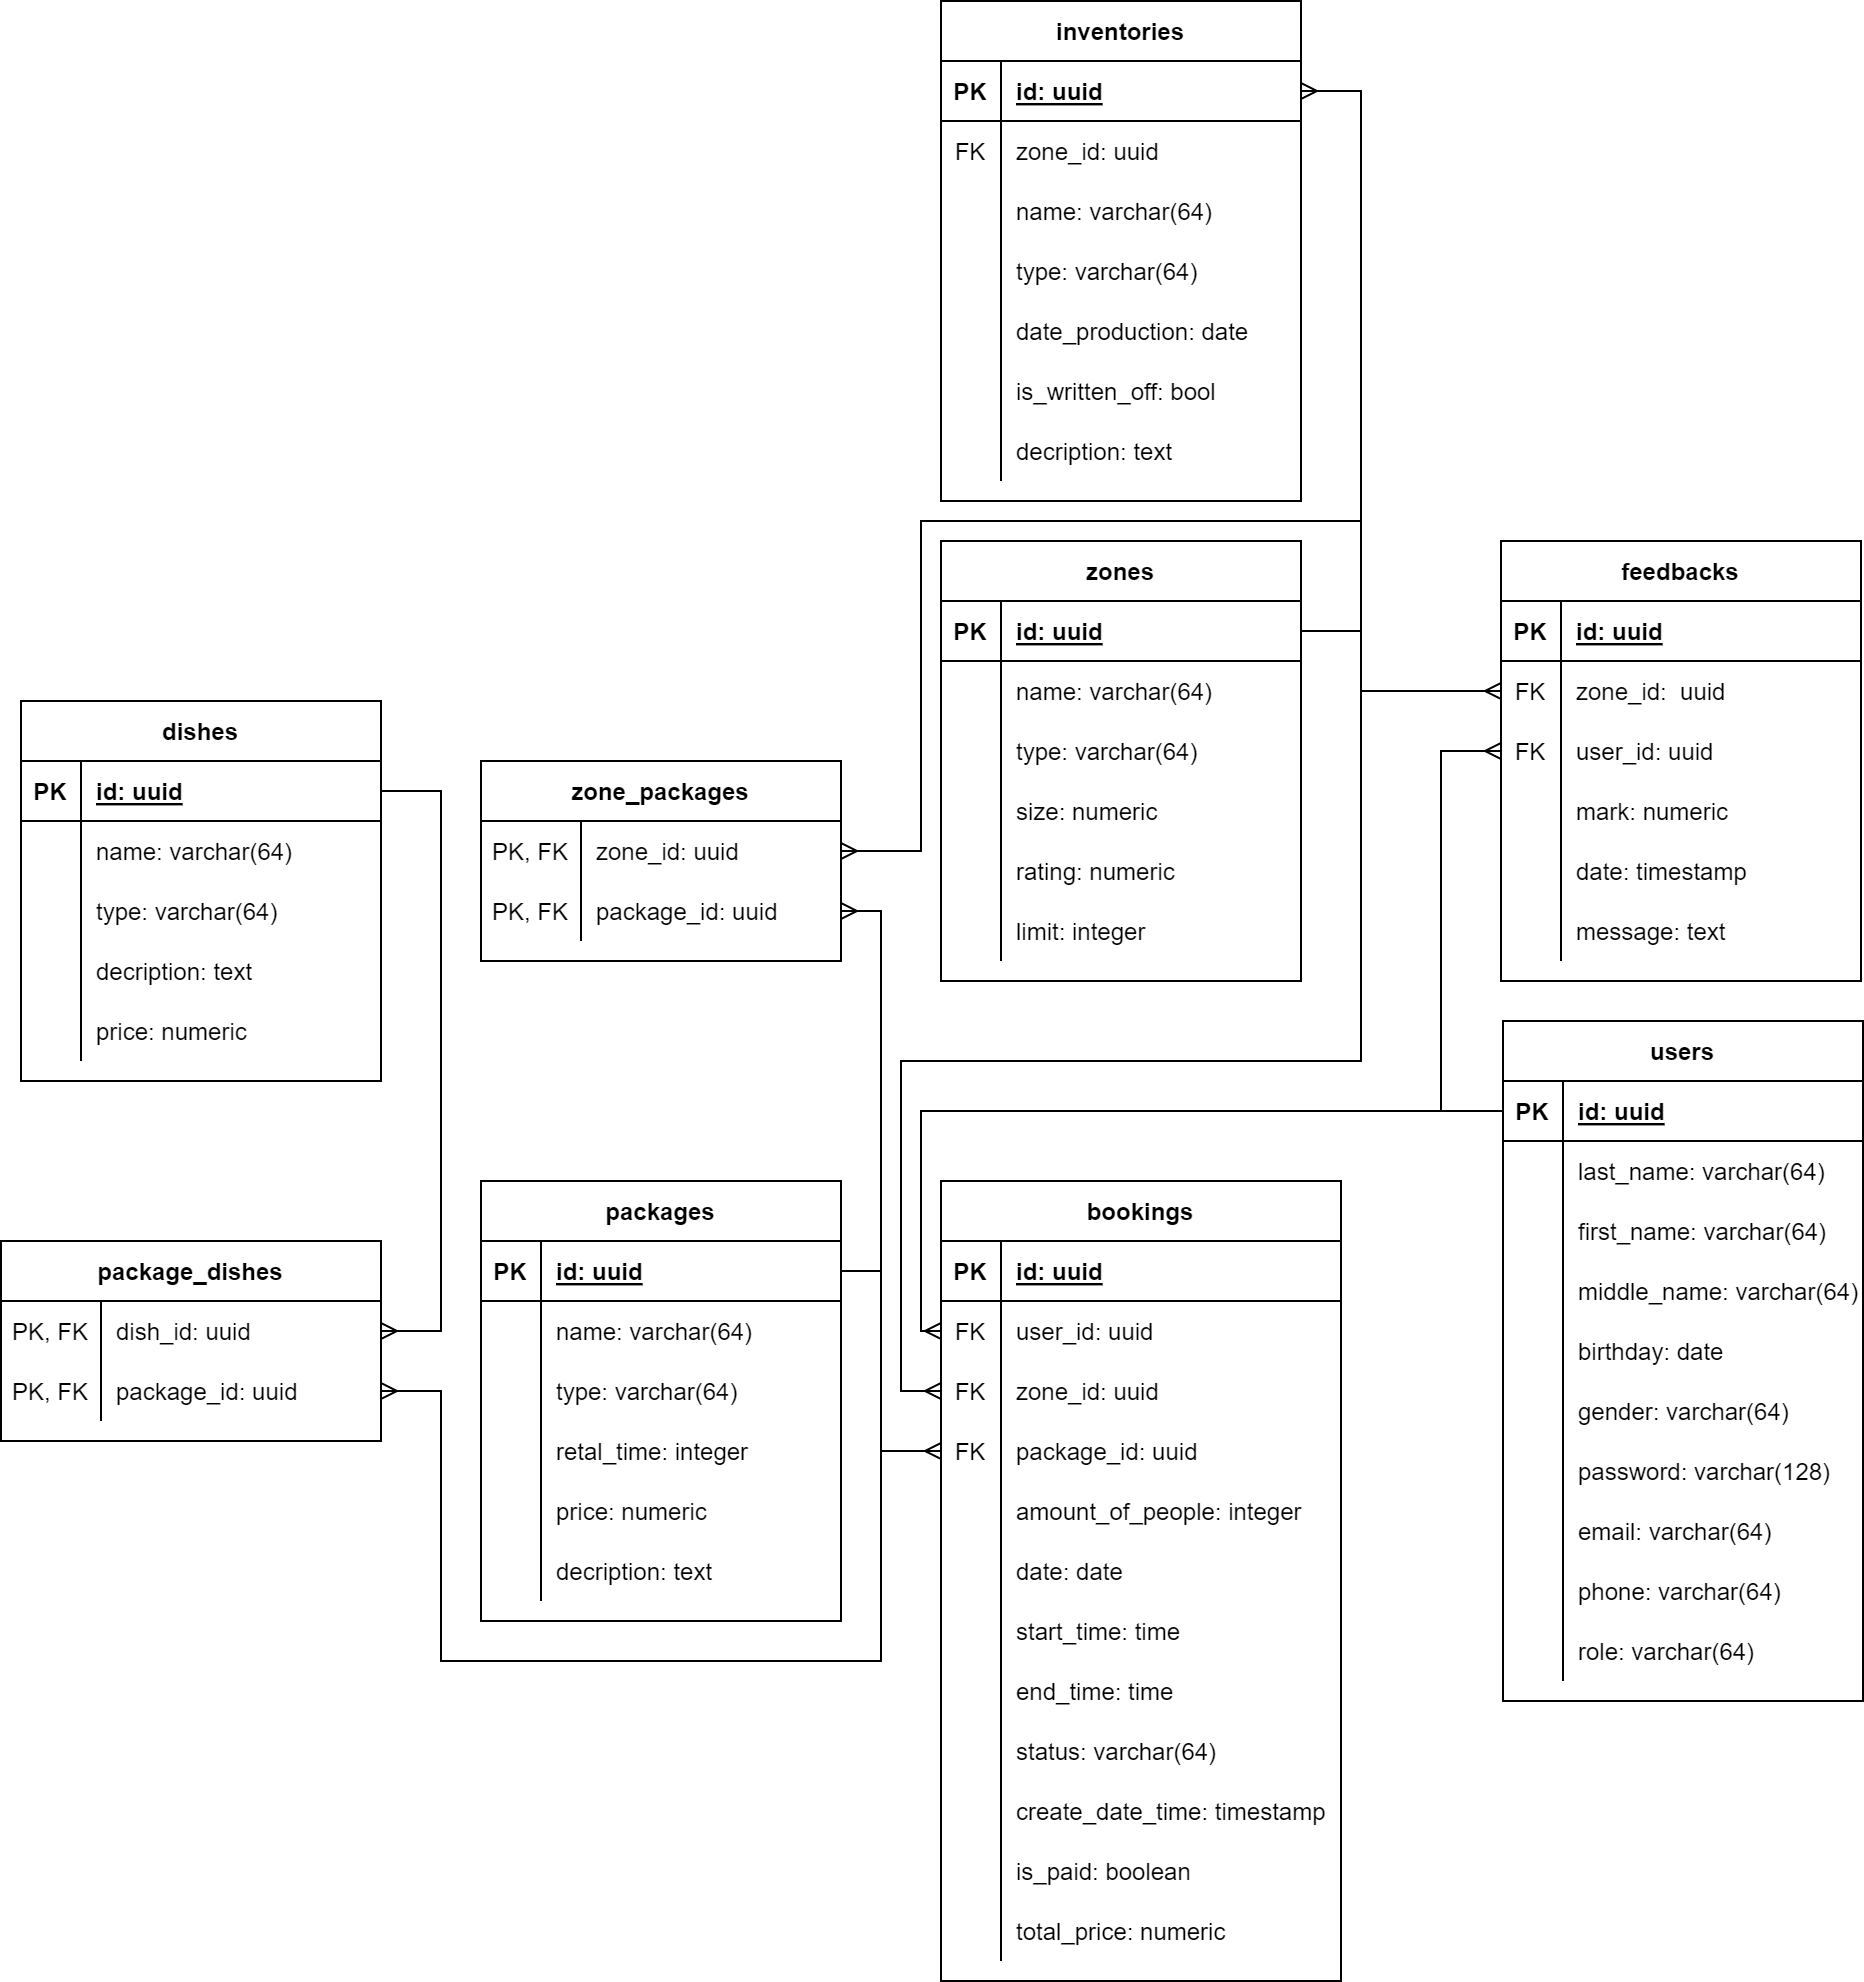 inventories
PK id: uuid
FK zone_id: uuid
name: varchar(64)
type: varchar(64)
date_production: date
is_written_off: bool
decription: text
zones
PK id: uuid
name: varchar(64)
type: varchar(64)
size: numeric
rating: numeric
limit: integer
feedbacks
PK id: uuid
FK zone_id: uuid
FK user_id: uuid
mark: numeric
date: timestamp
message: text
dishes
PK id: uuid
name: varchar(64)
type: varchar(64)
decription: text
price: numeric
zone_packages
PK, FK zone_id: uuid
PK, FK package_id: uuid
users
PK id: uuid
last_name: varchar(64)
first_name: varchar(64)
middle_name: varchar(64)
birthday: date
gender: varchar(64)
password: varchar(128)
email: varchar(64)
phone: varchar(64)
role: varchar(64)
package_dishes
PK, FK dish_id: uuid
PK, FK package_id: uuid
packages
PK id: uuid
name: varchar(64)
type: varchar(64)
retal_time: integer
price: numeric
decription: text
bookings
PK id: uuid
FK user_id: uuid
FK zone_id: uuid
FK package_id: uuid
amount_of_people: integer
date: date
start_time: time
end_time: time
status: varchar(64)
create_date_time: timestamp
is_paid: boolean
total_price: numeric